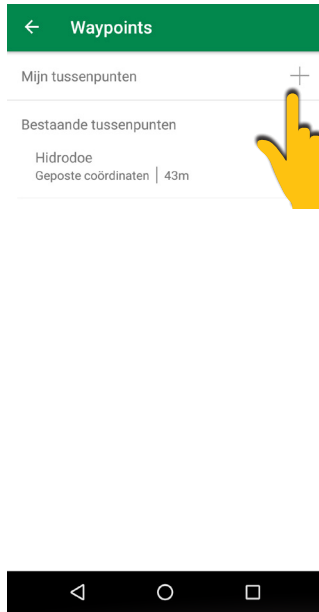 Waypoints
Mijn tussenpunten
Bestaande tussenpunten
Hidrodoe
Geposte coördinaten | 43m